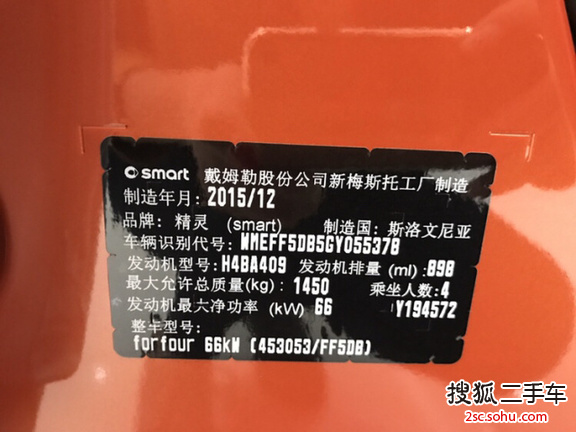 smart 戴姆勒股份公司新梅斯托工厂制造
制造年月: 2015/12
品牌: 精灵 (smart) 制造国: 斯洛文尼亚
车辆识别代号: WMEFF5DB5GY055378
发动机型号: H4BA409 发动机排量 (ml): 898
最大允许总质量(kg): 1450 乘坐人数: 4
发动机最大净功率 (kW) 66 Y194572
整车型号:
forfour 66kW (453053/FF5DB)
搜狐二手车
2sc.sohu.com